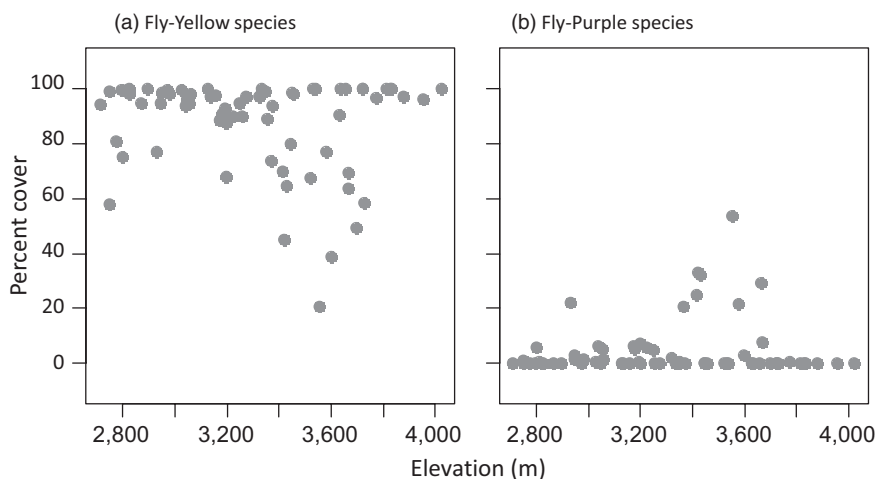 (a) Fly-Yellow species
(b) Fly-Purple species
Percent cover
100
80
60
40
20
0
2,800 3,200 3,600 4,000
2,800 3,200 3,600 4,000
Elevation (m)